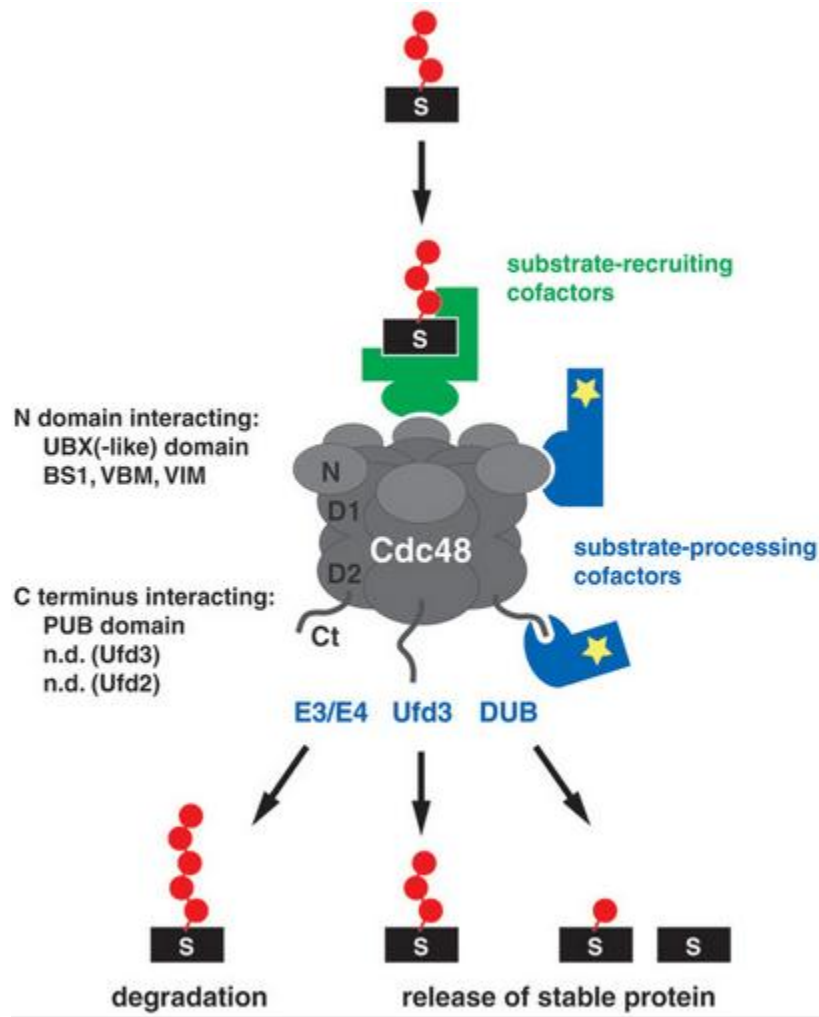 S
S
substrate-recruiting
cofactors
N domain interacting:
UBX(-like) domain
BS1, VBM, VIM
N
D1
Cdc48
D2
substrate-processing
cofactors
C terminus interacting:
PUB domain
n.d. (Ufd3)
n.d. (Ufd2)
Ct
E3/E4 Ufd3 DUB
S S S S
degradation release of stable protein